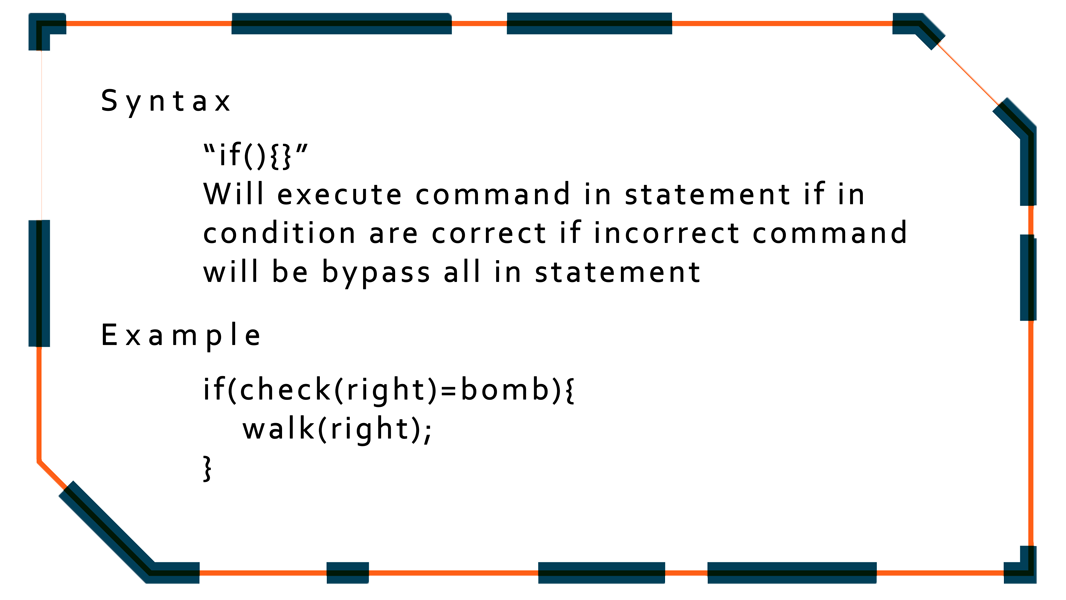 Syntax
“if(){}”
Will execute command in statement if in
condition are correct if incorrect command
will be bypass all in statement
Example
if(check(right)=bomb){
walk(right);
}